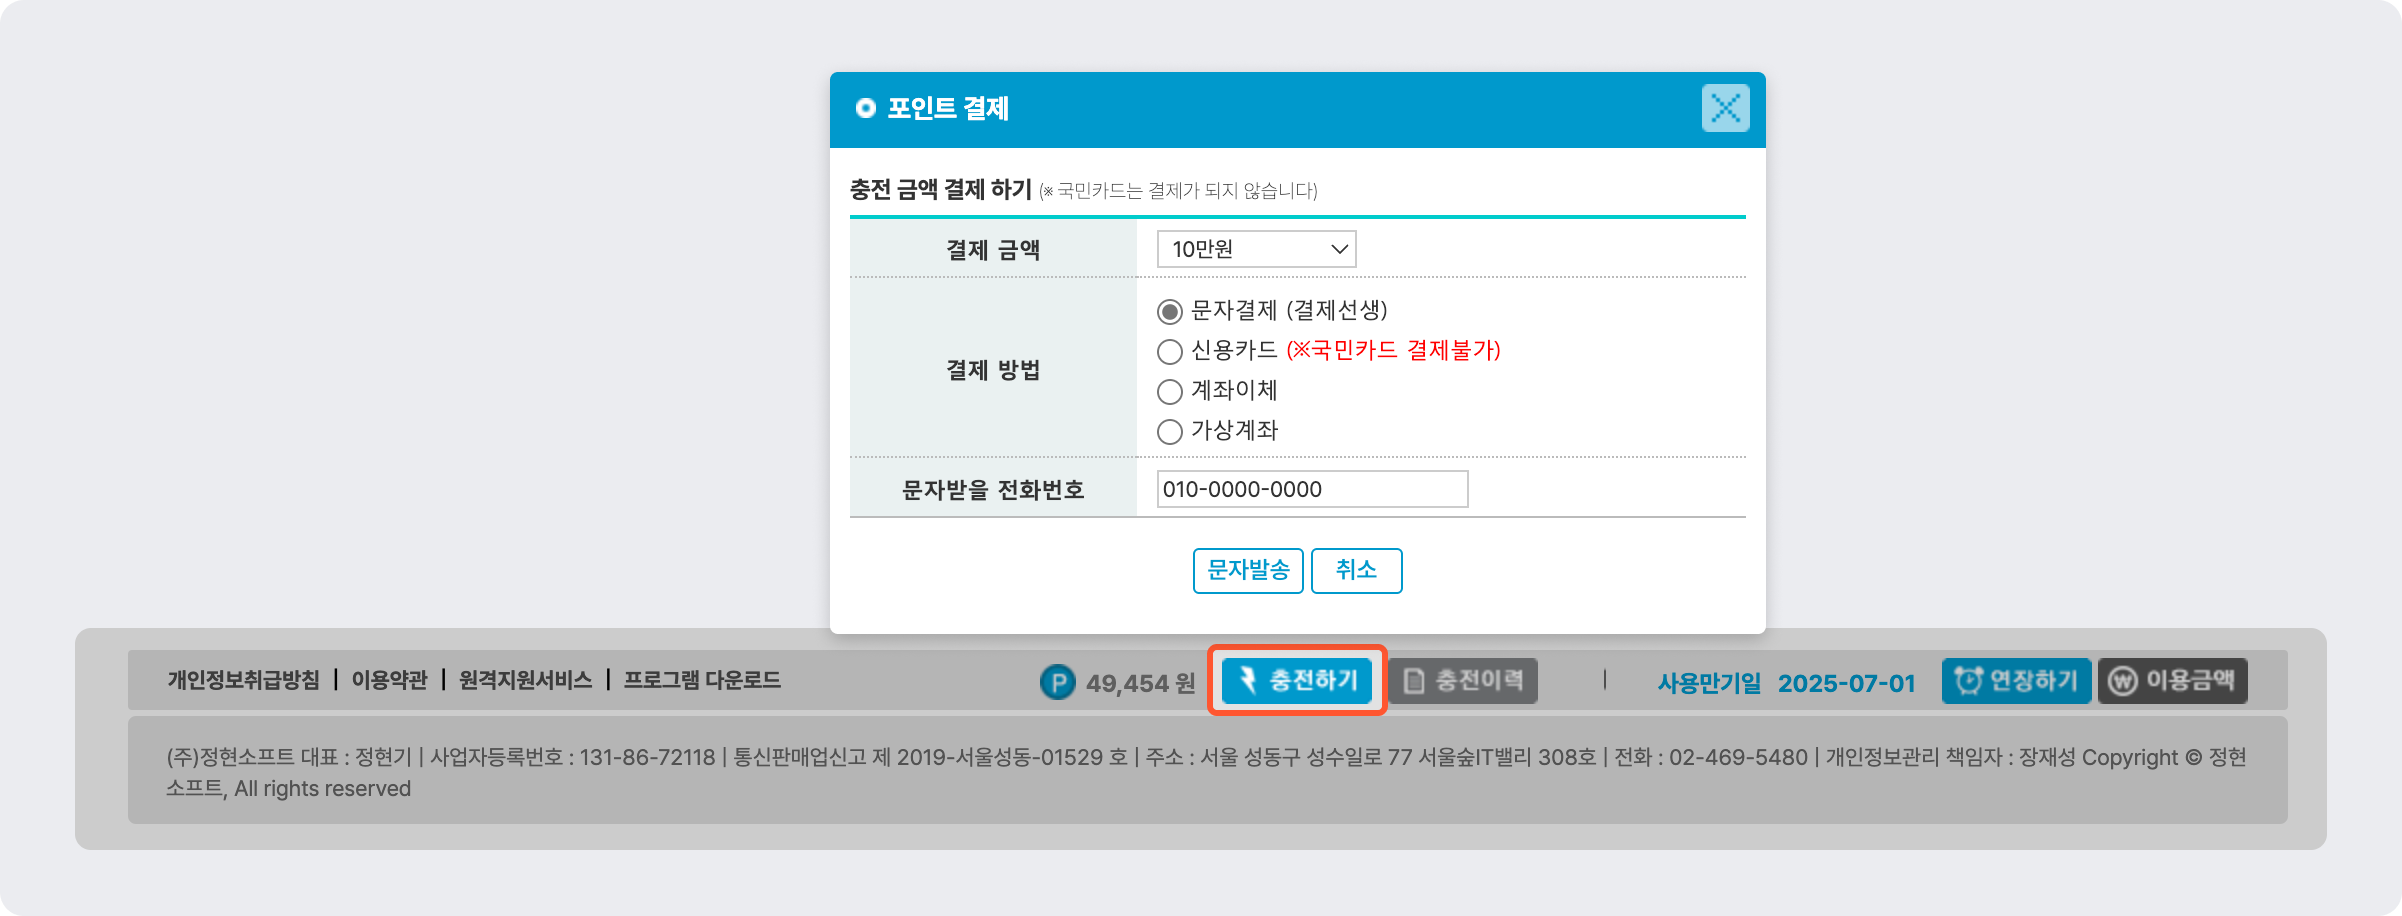 포인트 결제
충전 금액 결제 하기 (※ 국민카드는 결제가 되지 않습니다)
결제 금액 10만원
결제 방법
문자결제 (결제선생)
신용카드 (※국민카드 결제불가)
계좌이체
가상계좌
문자받을 전화번호 010-0000-0000
문자발송 취소
개인정보취급방침 | 이용약관 | 원격지원서비스 | 프로그램 다운로드 P 49,454 원 충전하기 충전이력 | 사용만기일 2025-07-01 연장하기 W 이용금액
(주)정현소프트 대표 : 정현기 | 사업자등록번호 : 131-86-72118 | 통신판매업신고 제 2019-서울성동-01529 호 | 주소 : 서울 성동구 성수일로 77 서울숲IT밸리 308호 | 전화 : 02-469-5480 | 개인정보관리 책임자 : 장재성 Copyright © 정현
소프트, All rights reserved